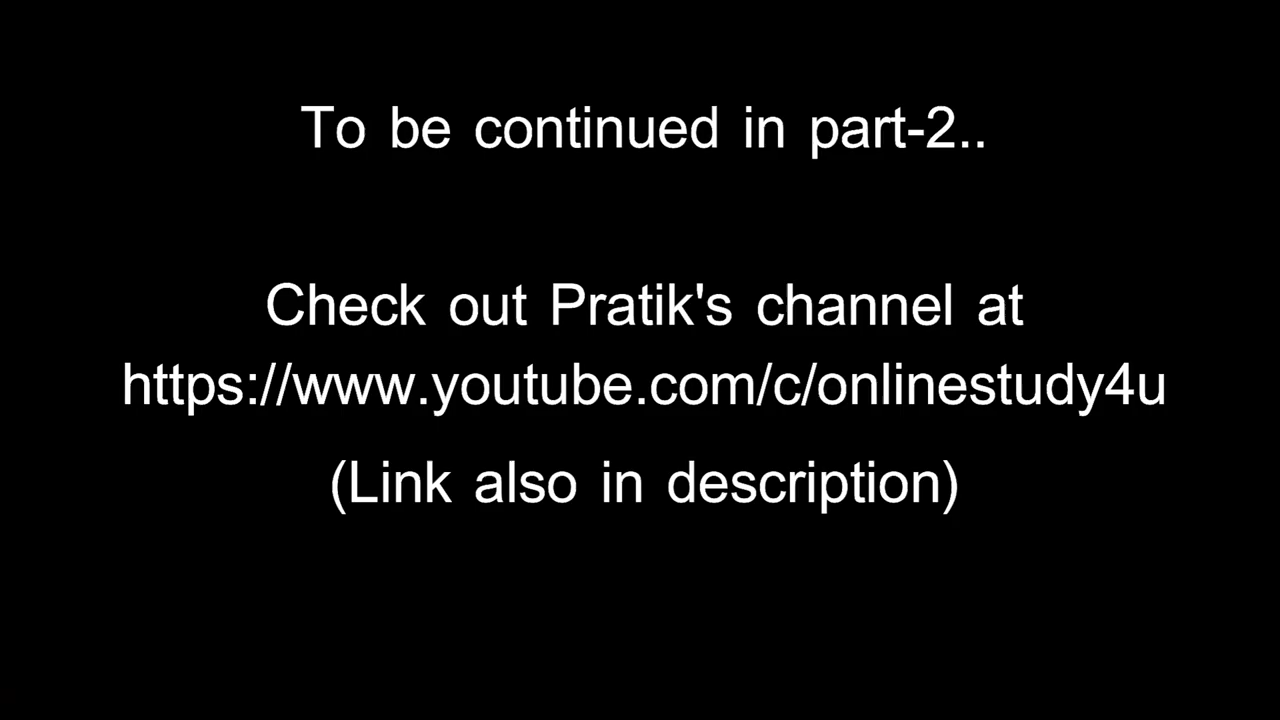 To be continued in part-2..
Check out Pratik's channel at
https://www.youtube.com/c/onlinestudy4u
(Link also in description)